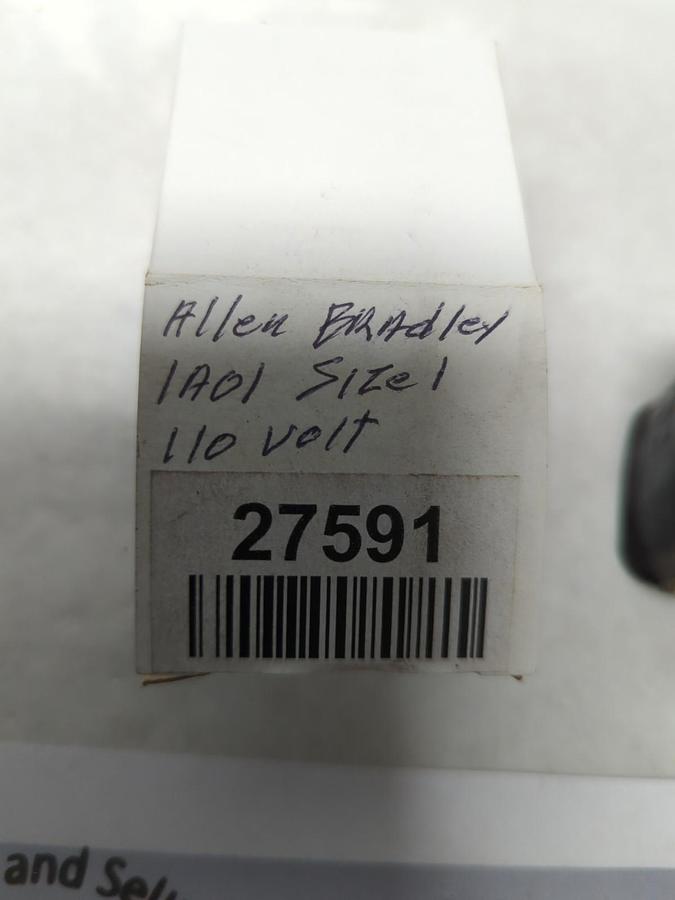 Allen BRAdley
1A01 SIZE 1
110 VOlt
27591
and Sel